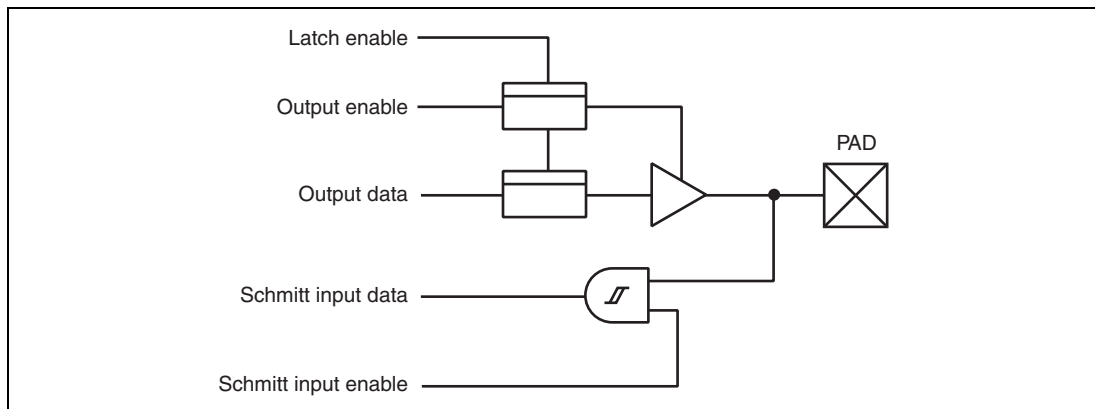 Latch enable
Output enable
PAD
Output data
Schmitt input data
Schmitt input enable